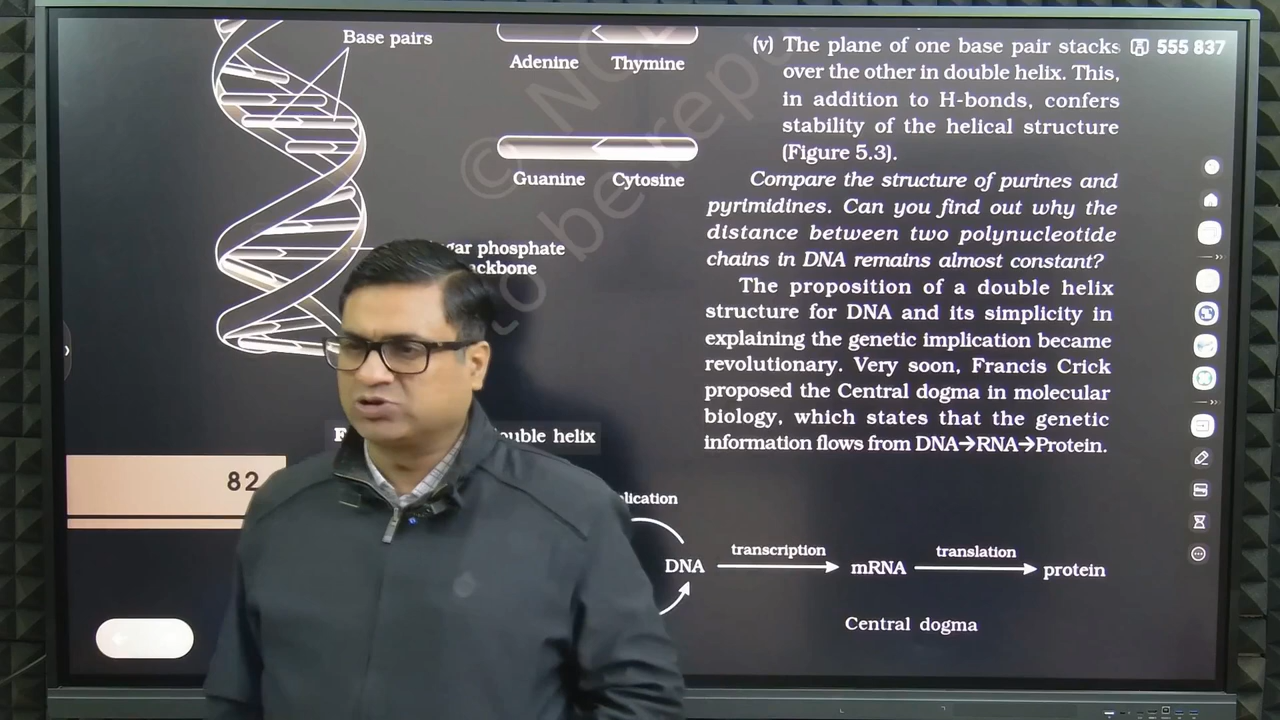 Base pairs
Adenine Thymine
Guanine Cytosine
phosphate
double helix
82
(v) The plane of one base pair stacks
over the other in double helix. This,
in addition to H-bonds, confers
stability of the helical structure
(Figure 5.3).
Compare the structure of purines and
pyrimidines. Can you find out why the
distance between two polynucleotide
chains in DNA remains almost constant?
The proposition of a double helix
structure for DNA and its simplicity in
explaining the genetic implication became
revolutionary. Very soon, Francis Crick
proposed the Central dogma in molecular
biology, which states that the genetic
information flows from DNA→RNA→Protein.
DNA transcription mRNA translation protein
Central dogma
555 837
© to be